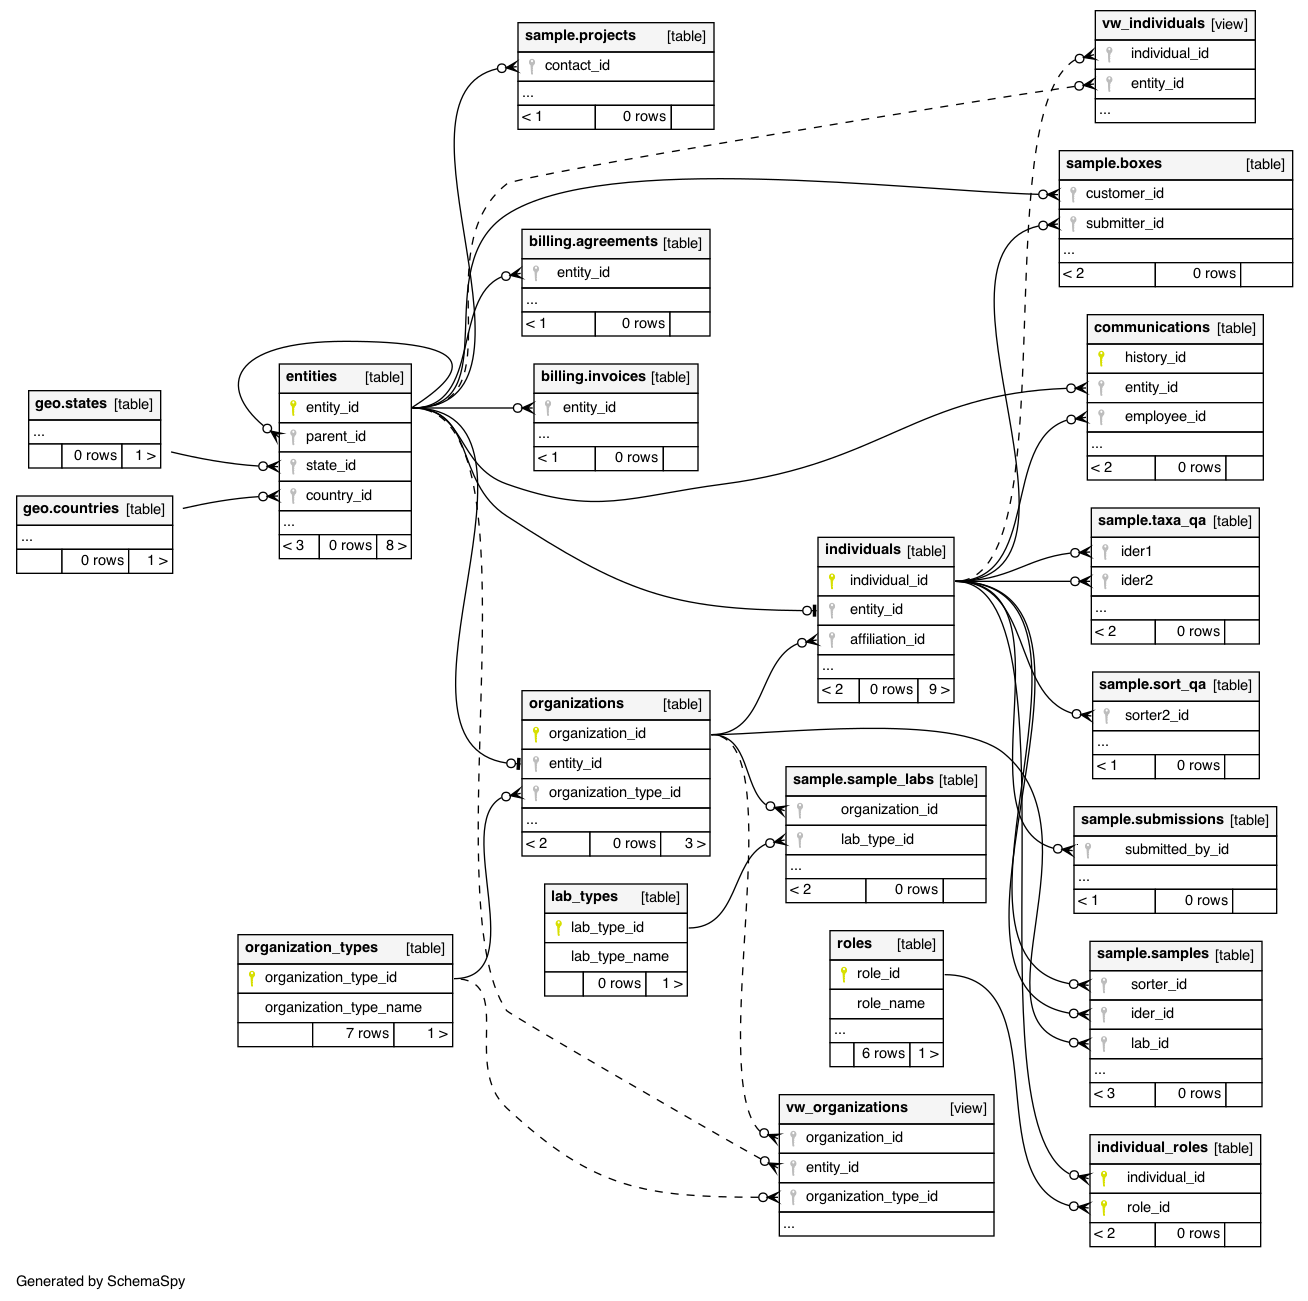 sample.projects [table]
contact_id
...
< 1 0 rows
vw_individuals [view]
individual_id
entity_id
...
sample.boxes [table]
customer_id
submitter_id
...
< 2 0 rows
billing.agreements [table]
entity_id
...
< 1 0 rows
communications [table]
history_id
entity_id
employee_id
...
< 2 0 rows
entities [table]
entity_id
parent_id
state_id
country_id
...
< 3 0 rows 8 >
billing.invoices [table]
entity_id
...
< 1 0 rows
geo.states [table]
...
0 rows 1 >
geo.countries [table]
...
0 rows 1 >
sample.taxa_qa [table]
ider1
ider2
...
< 2 0 rows
individuals [table]
individual_id
entity_id
affiliation_id
...
< 2 0 rows 9 >
sample.sort_qa [table]
sorter2_id
...
< 1 0 rows
organizations [table]
organization_id
entity_id
organization_type_id
...
< 2 0 rows 3 >
sample.sample_labs [table]
organization_id
lab_type_id
...
< 2 0 rows
sample.submissions [table]
submitted_by_id
...
< 1 0 rows
lab_types [table]
lab_type_id
lab_type_name
0 rows 1 >
organization_types [table]
organization_type_id
organization_type_name
7 rows 1 >
roles [table]
role_id
role_name
...
6 rows 1 >
sample.samples [table]
sorter_id
ider_id
lab_id
...
< 3 0 rows
vw_organizations [view]
organization_id
entity_id
organization_type_id
...
individual_roles [table]
individual_id
role_id
< 2 0 rows
Generated by SchemaSpy